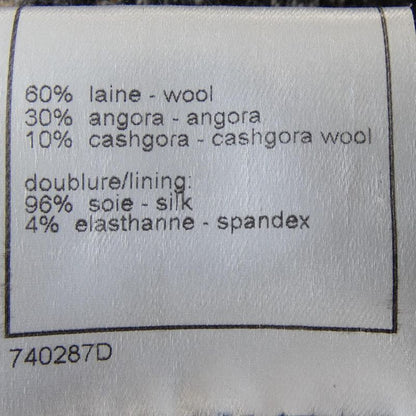 60% laine - wool
30% angora - angora
10% cashgora - cashgora wool
doublure/lining:
96% soie - silk
4% elasthanne - spandex
740287D